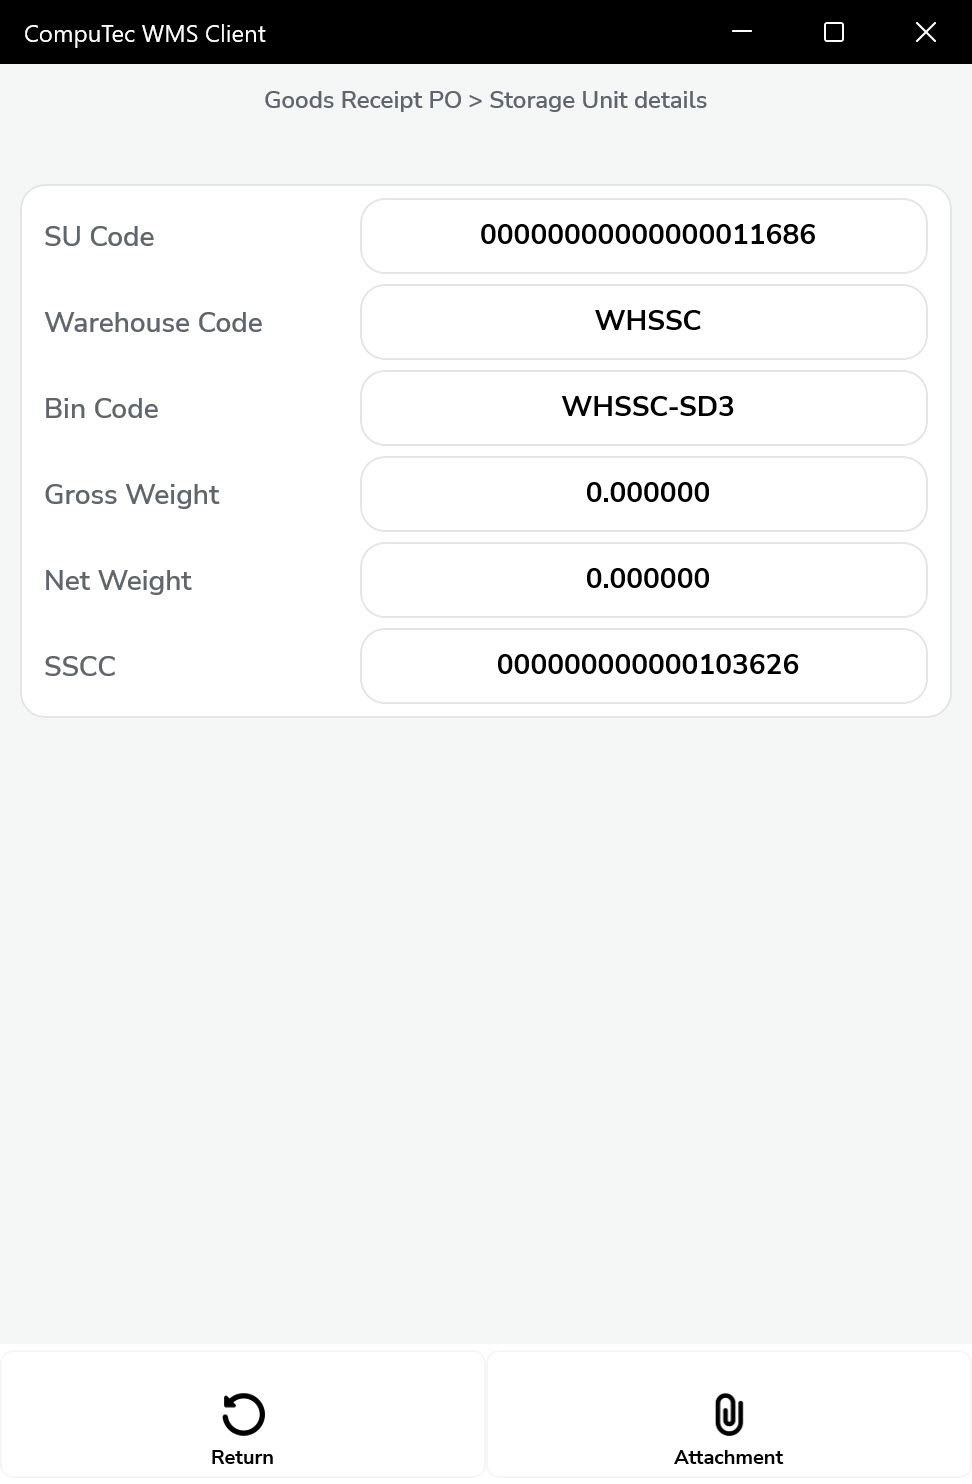 CompuTec WMS Client
Goods Receipt PO > Storage Unit details
SU Code
00000000000000011686
Warehouse Code
WHSSC
Bin Code
WHSSC-SD3
Gross Weight
0.000000
Net Weight
0.000000
SSCC
000000000000103626
Return
Attachment